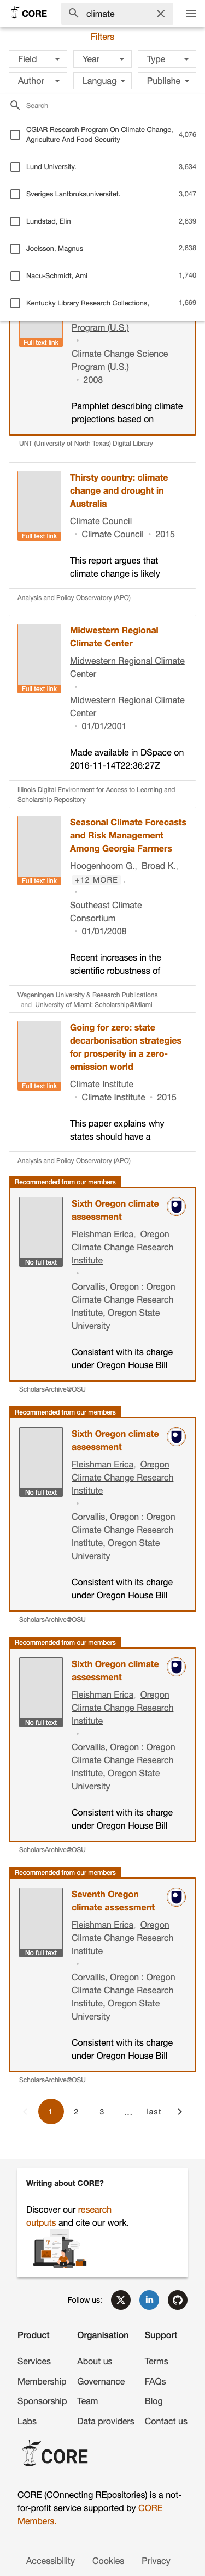 CORE
climate
Filters
Field
Year
Type
Author
Languag
Publishe
Search
CGIAR Research Program On Climate Change, Agriculture And Food Security
4,076
Lund University.
3,634
Sveriges Lantbruksuniversitet.
3,047
Lundstad, Elin
2,639
Joelsson, Magnus
2,638
Nacu-Schmidt, Ami
1,740
Kentucky Library Research Collections,
1,669
Full text link
Program (U.S.)
·
Climate Change Science
Program (U.S.)
· 2008
Pamphlet describing climate
projections based on
UNT (University of North Texas) Digital Library
Full text link
Thirsty country: climate
change and drought in
Australia
Climate Council
· Climate Council · 2015
This report argues that
climate change is likely
Analysis and Policy Observatory (APO)
Full text link
Midwestern Regional
Climate Center
Midwestern Regional Climate
Center
·
Midwestern Regional Climate
Center
· 01/01/2001
Made available in DSpace on
2016-11-14T22:36:27Z
Illinois Digital Environment for Access to Learning and
Scholarship Repository
Full text link
Seasonal Climate Forecasts
and Risk Management
Among Georgia Farmers
Hoogenhoom G., Broad K.,
+12 MORE .
·
Southeast Climate
Consortium
· 01/01/2008
Recent increases in the
scientific robustness of
Wageningen University & Research Publications
and University of Miami: Scholarship@Miami
Full text link
Going for zero: state
decarbonisation strategies
for prosperity in a zero-
emission world
Climate Institute
· Climate Institute · 2015
This paper explains why
states should have a
Analysis and Policy Observatory (APO)
Recommended from our members
No full text
Sixth Oregon climate
assessment
Fleishman Erica, Oregon
Climate Change Research
Institute
·
Corvallis, Oregon : Oregon
Climate Change Research
Institute, Oregon State
University
Consistent with its charge
under Oregon House Bill
ScholarsArchive@OSU
Recommended from our members
No full text
Sixth Oregon climate
assessment
Fleishman Erica, Oregon
Climate Change Research
Institute
·
Corvallis, Oregon : Oregon
Climate Change Research
Institute, Oregon State
University
Consistent with its charge
under Oregon House Bill
ScholarsArchive@OSU
Recommended from our members
No full text
Sixth Oregon climate
assessment
Fleishman Erica, Oregon
Climate Change Research
Institute
·
Corvallis, Oregon : Oregon
Climate Change Research
Institute, Oregon State
University
Consistent with its charge
under Oregon House Bill
ScholarsArchive@OSU
Recommended from our members
No full text
Seventh Oregon
climate assessment
Fleishman Erica, Oregon
Climate Change Research
Institute
·
Corvallis, Oregon : Oregon
Climate Change Research
Institute, Oregon State
University
Consistent with its charge
under Oregon House Bill
ScholarsArchive@OSU
1 2 3 ... last
Writing about CORE?
Discover our research
outputs and cite our work.
Follow us:
Product
Organisation
Support
Services
About us
Terms
Membership
Governance
FAQs
Sponsorship
Team
Blog
Labs
Data providers
Contact us
CORE
CORE (COnnecting REpositories) is a not-
for-profit service supported by CORE
Members.
Accessibility
Cookies
Privacy